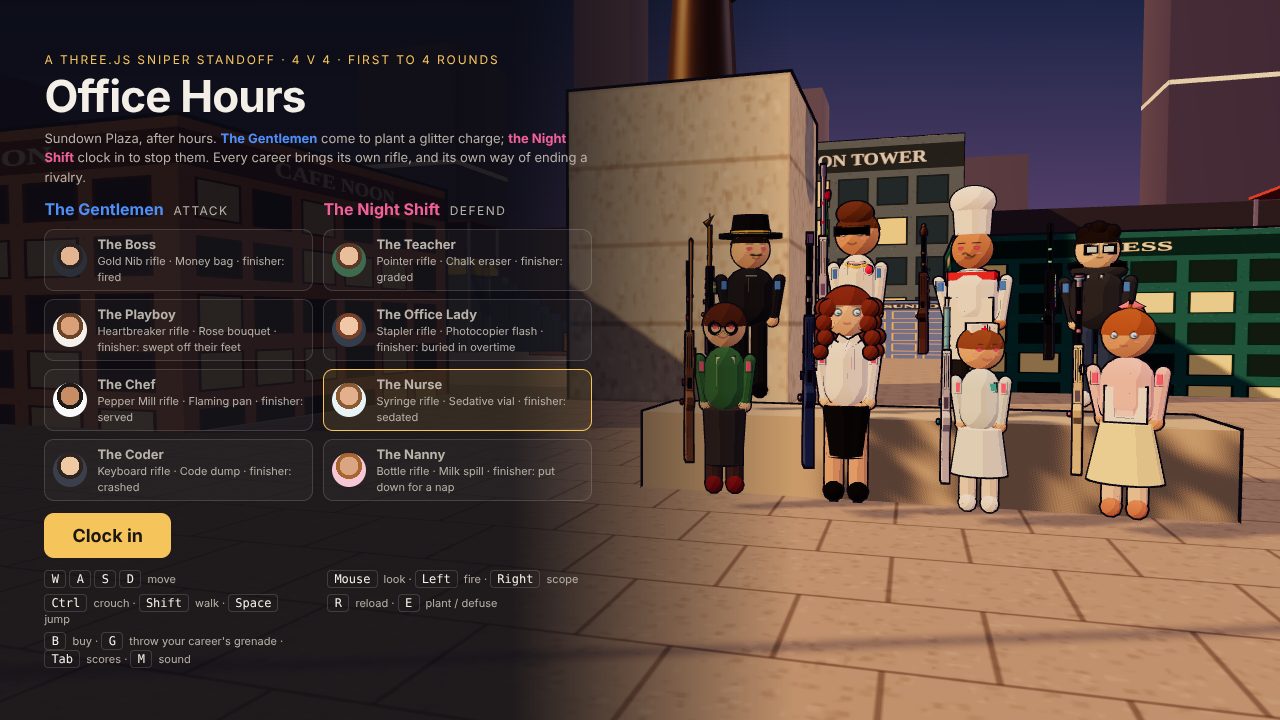 A THREE.JS SNIPER STANDOFF · 4 V 4 · FIRST TO 4 ROUNDS
Office Hours
Sundown Plaza, after hours. The Gentlemen come to plant a glitter charge; the Night
Shift clock in to stop them. Every career brings its own rifle, and its own way of ending a
rivalry.
The Gentlemen ATTACK
The Boss
Gold Nib rifle · Money bag · finisher:
fired
The Playboy
Heartbreaker rifle · Rose bouquet ·
finisher: swept off their feet
The Chef
Pepper Mill rifle · Flaming pan · finisher:
served
The Coder
Keyboard rifle · Code dump · finisher:
crashed
The Night Shift DEFEND
The Teacher
Pointer rifle · Chalk eraser · finisher:
graded
The Office Lady
Stapler rifle · Photocopier flash ·
finisher: buried in overtime
The Nurse
Syringe rifle · Sedative vial · finisher:
sedated
The Nanny
Bottle rifle · Milk spill · finisher: put
down for a nap
Clock in
W A S D move
Mouse look · Left fire · Right scope
Ctrl crouch · Shift walk · Space
jump
R reload · E plant / defuse
B buy · G throw your career's grenade ·
Tab scores · M sound
ON TOWER
CAFE NOON
ON
ESS